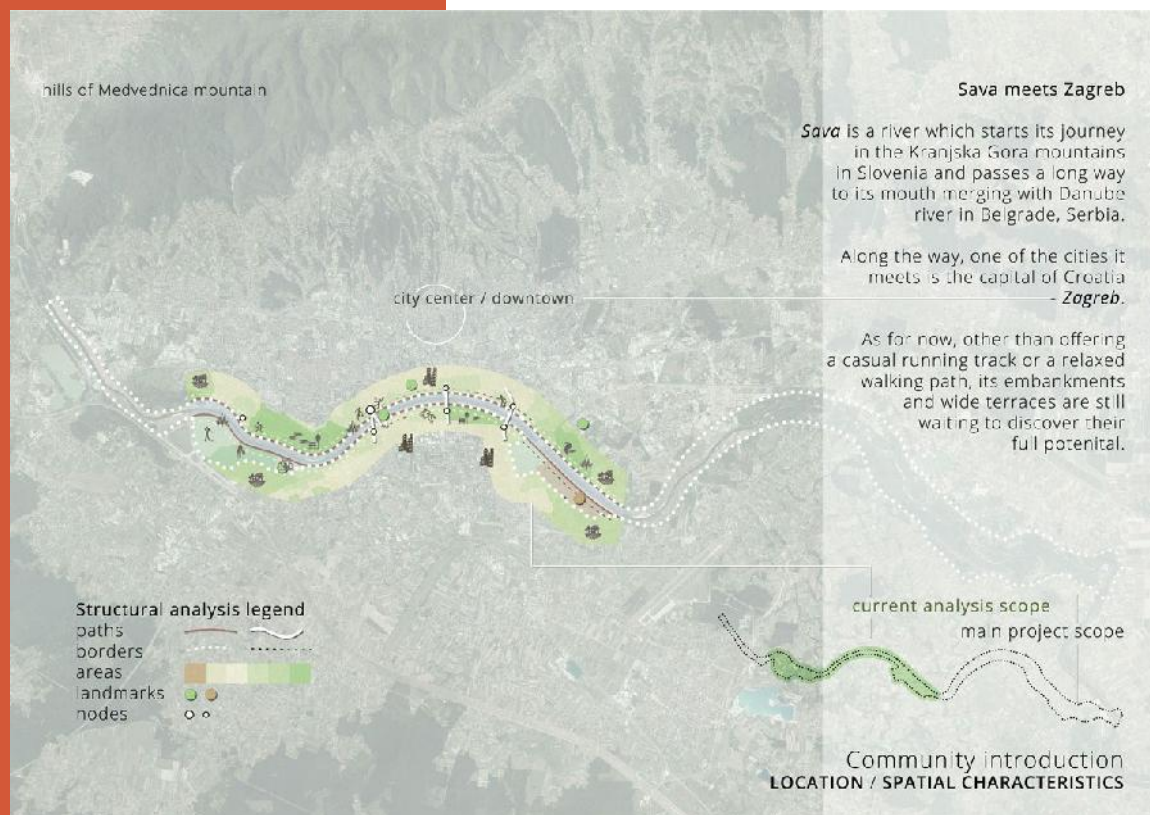 hills of Medvednica mountain
Sava meets Zagreb
Sava is a river which starts its journey
in the Kranjska Gora mountains
in Slovenia and passes a long way
to its mouth merging with Danube
river in Belgrade, Serbia.
Along the way, one of the cities it
meets is the capital of Croatia
- Zagreb.
city center / downtown
As for now, other than offering
a casual running track or a relaxed
walking path, its embankments
and wide terraces are still
waiting to discover their
full potenital.
Structural analysis legend
paths
borders
areas
landmarks
nodes
current analysis scope
main project scope
Community introduction
LOCATION / SPATIAL CHARACTERISTICS